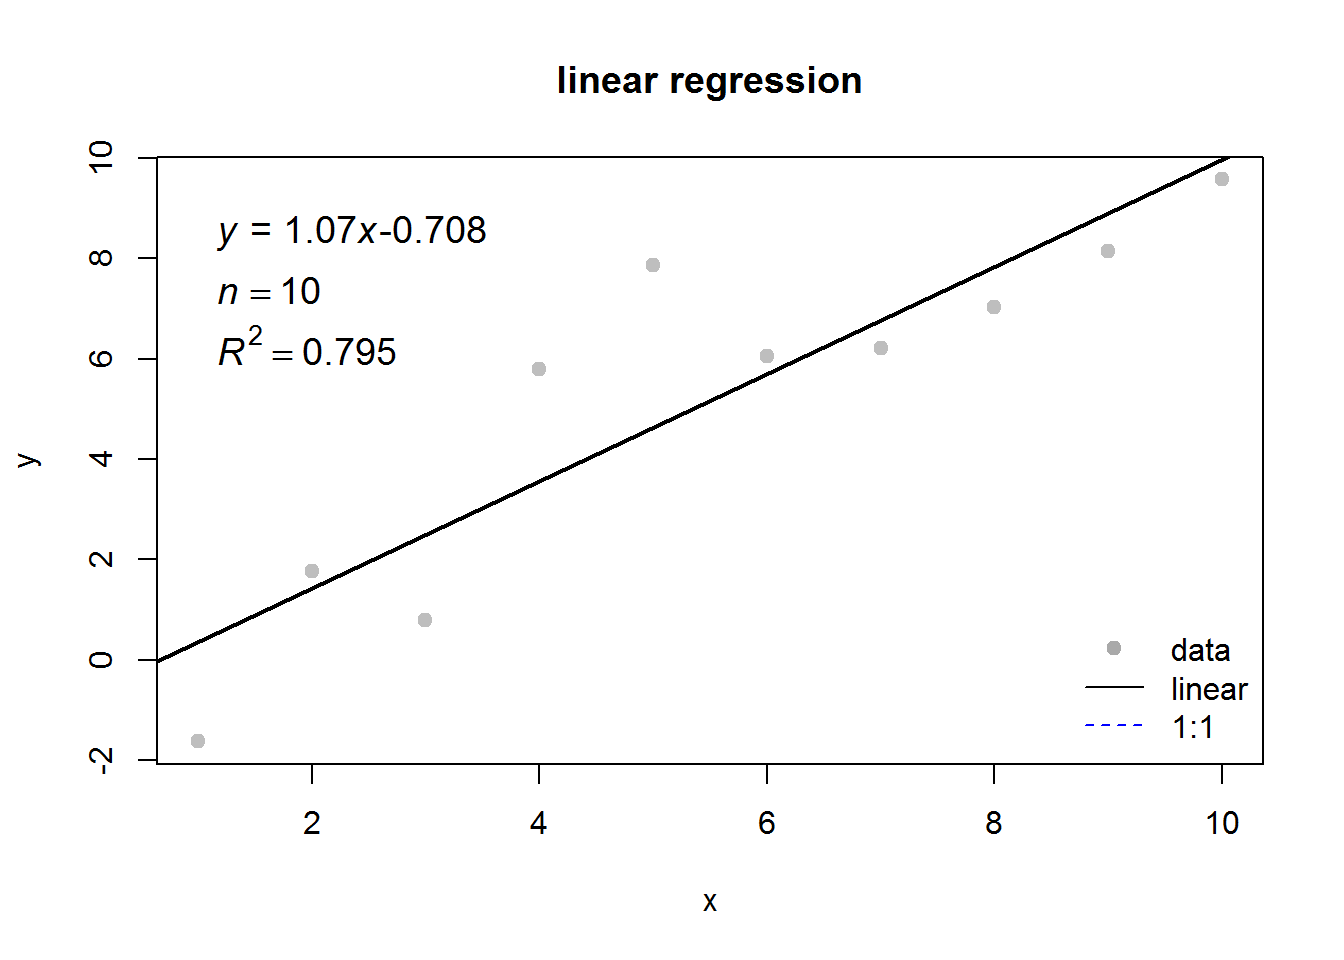 linear regression
y = 1.07x-0.708
n = 10
R² = 0.795
10
8
6
4
2
0
-2
y
data
linear
1:1
2 4 6 8 10
x